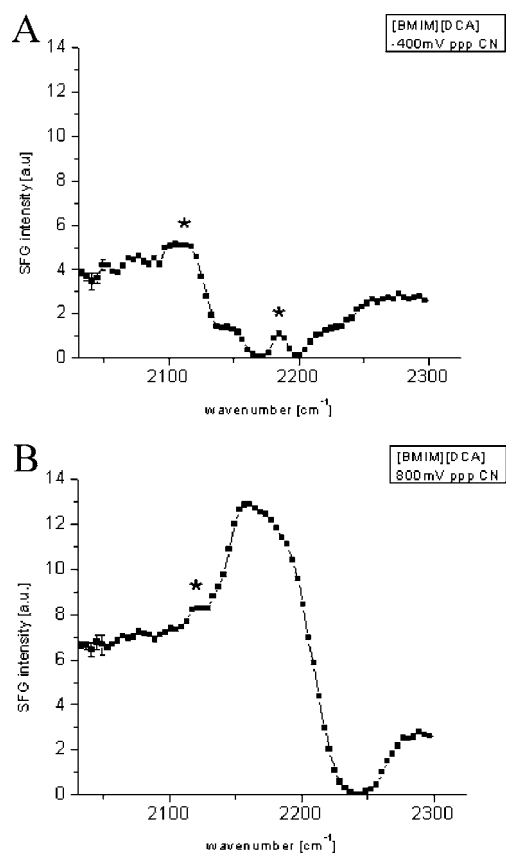 A
[BMIM][DCA]
-400mV ppp CN
14
12
10
8
6
4
2
0
SFG intensity [a.u]
*
*
2100
2200
2300
wavenumber [cm⁻¹]
B
[BMIM][DCA]
800mV ppp CN
14
12
10
8
6
4
2
0
SFG intensity [a.u.]
*
2100
2200
2300
wavenumber [cm⁻¹]